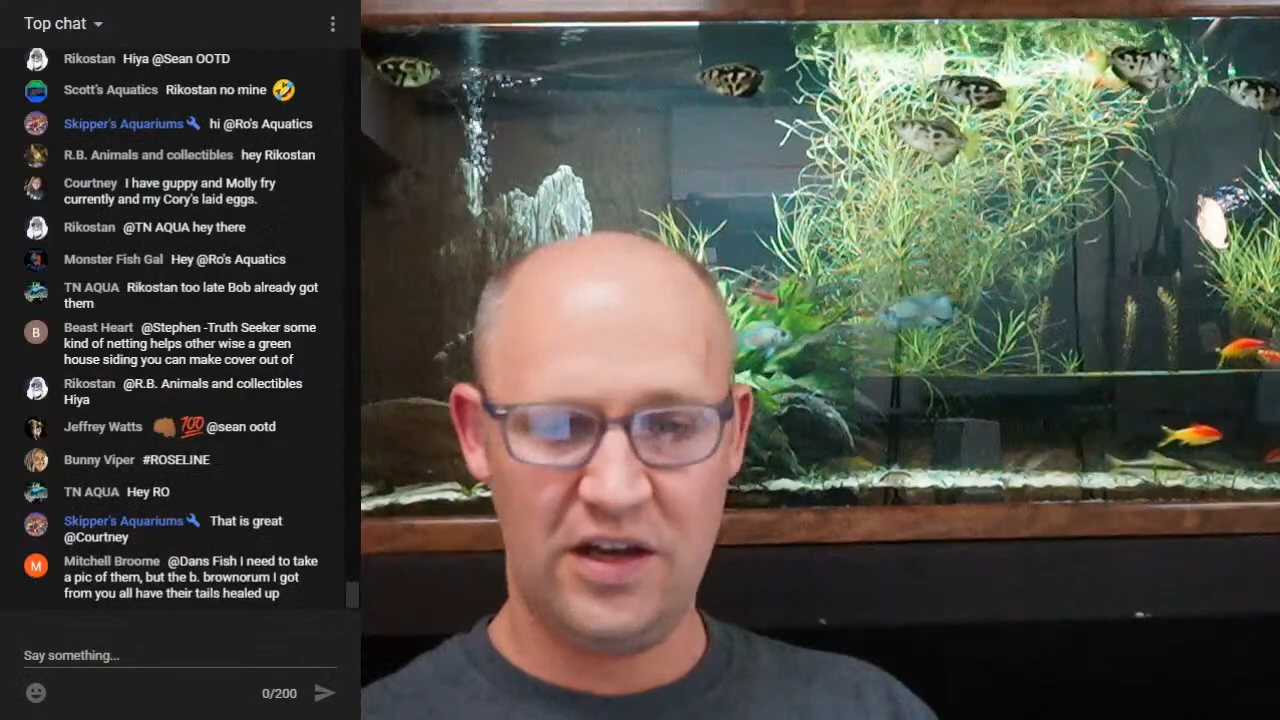 Top chat
Rikostan Hiya @Sean OOTD
Scott's Aquatics Rikostan no mine 🤣
Skipper's Aquariums hi @Ro's Aquatics
R.B. Animals and collectibles hey Rikostan
Courtney I have guppy and Molly fry
currently and my Cory's laid eggs.
Rikostan @TN AQUA hey there
Monster Fish Gal Hey @Ro's Aquatics
TN AQUA Rikostan too late Bob already got
them
B
Beast Heart @Stephen -Truth Seeker some
kind of netting helps other wise a green
house siding you can make cover out of
Rikostan @R.B. Animals and collectibles
Hiya
Jeffrey Watts 👊🏾 💯 @sean ootd
Bunny Viper #ROSELINE
TN AQUA Hey RO
Skipper's Aquariums That is great
@Courtney
M
Mitchell Broome @Dans Fish I need to take
a pic of them, but the b. brownorum I got
from you all have their tails healed up
Say something...
0/200